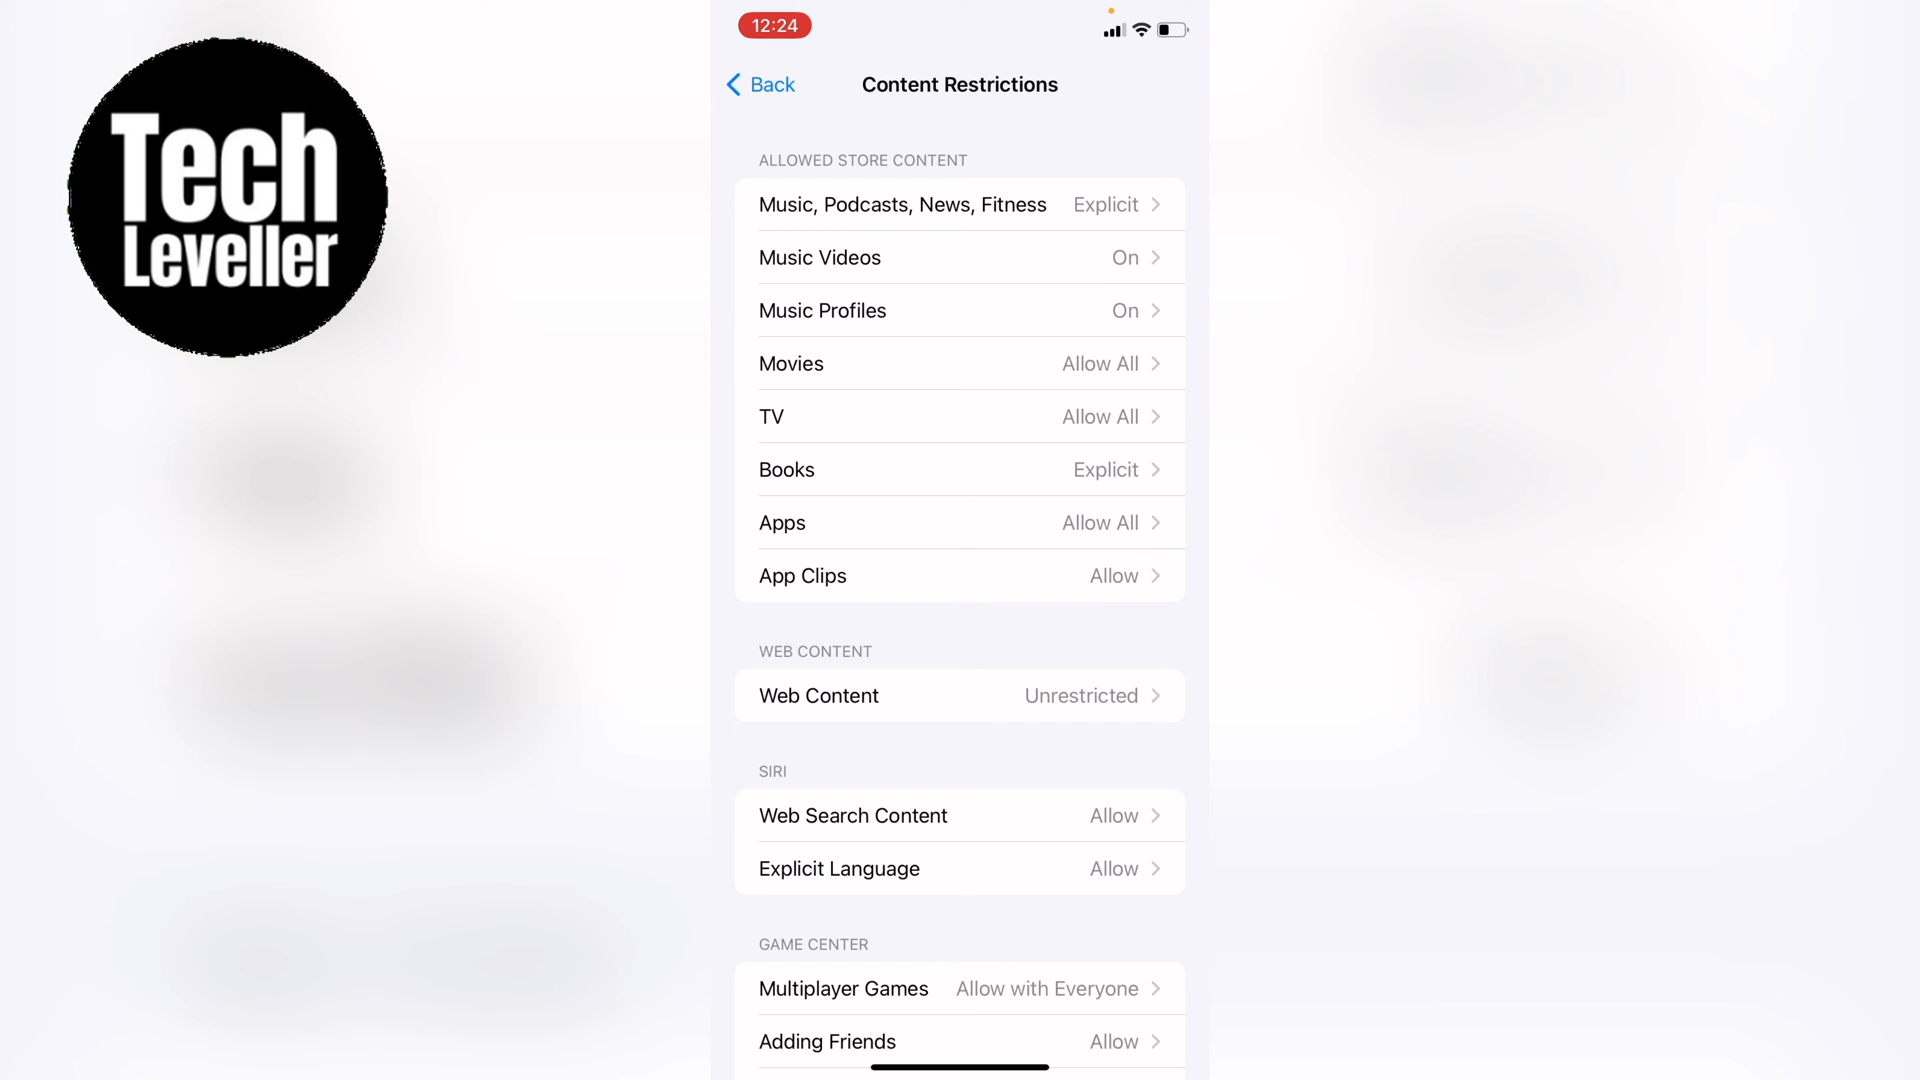 Tech
Leveller
12:24
Back
Content Restrictions
ALLOWED STORE CONTENT
Music, Podcasts, News, Fitness Explicit
Music Videos On
Music Profiles On
Movies Allow All
TV Allow All
Books Explicit
Apps Allow All
App Clips Allow
WEB CONTENT
Web Content Unrestricted
SIRI
Web Search Content Allow
Explicit Language Allow
GAME CENTER
Multiplayer Games Allow with Everyone
Adding Friends Allow